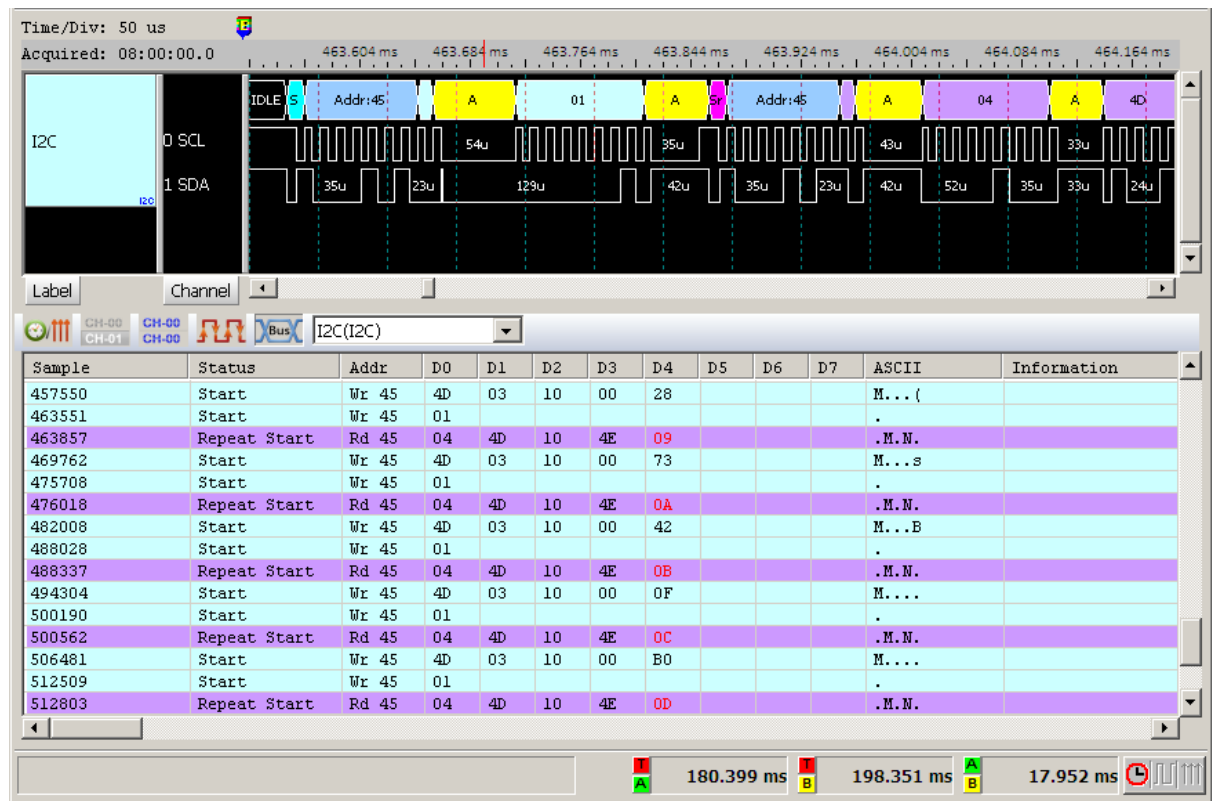 Time/Div: 50 us
Acquired: 08:00:00.0 463.604 ms 463.684 ms 463.764 ms 463.844 ms 463.924 ms 464.004 ms 464.084 ms 464.164 ms
IDLE S Addr:45 A 01 A Sr Addr:45 A 04 A 4D
I2C 0 SCL 54u 35u 43u 33u
1 SDA 35u 23u 129u 42u 35u 23u 42u 52u 35u 33u 24u
I2C
Label Channel
CH-00 CH-00
CH-01 CH-00 Bus I2C(I2C)
Sample Status Addr D0 D1 D2 D3 D4 D5 D6 D7 ASCII Information
457550 Start Wr 45 4D 03 10 00 28 M...(
463551 Start Wr 45 01 .
463857 Repeat Start Rd 45 04 4D 10 4E 09 .M.N.
469762 Start Wr 45 4D 03 10 00 73 M...s
475708 Start Wr 45 01 .
476018 Repeat Start Rd 45 04 4D 10 4E 0A .M.N.
482008 Start Wr 45 4D 03 10 00 42 M...B
488028 Start Wr 45 01 .
488337 Repeat Start Rd 45 04 4D 10 4E 0B .M.N.
494304 Start Wr 45 4D 03 10 00 0F M....
500190 Start Wr 45 01 .
500562 Repeat Start Rd 45 04 4D 10 4E 0C .M.N.
506481 Start Wr 45 4D 03 10 00 B0 M....
512509 Start Wr 45 01 .
512803 Repeat Start Rd 45 04 4D 10 4E 0D .M.N.
T A 180.399 ms T B 198.351 ms A B 17.952 ms